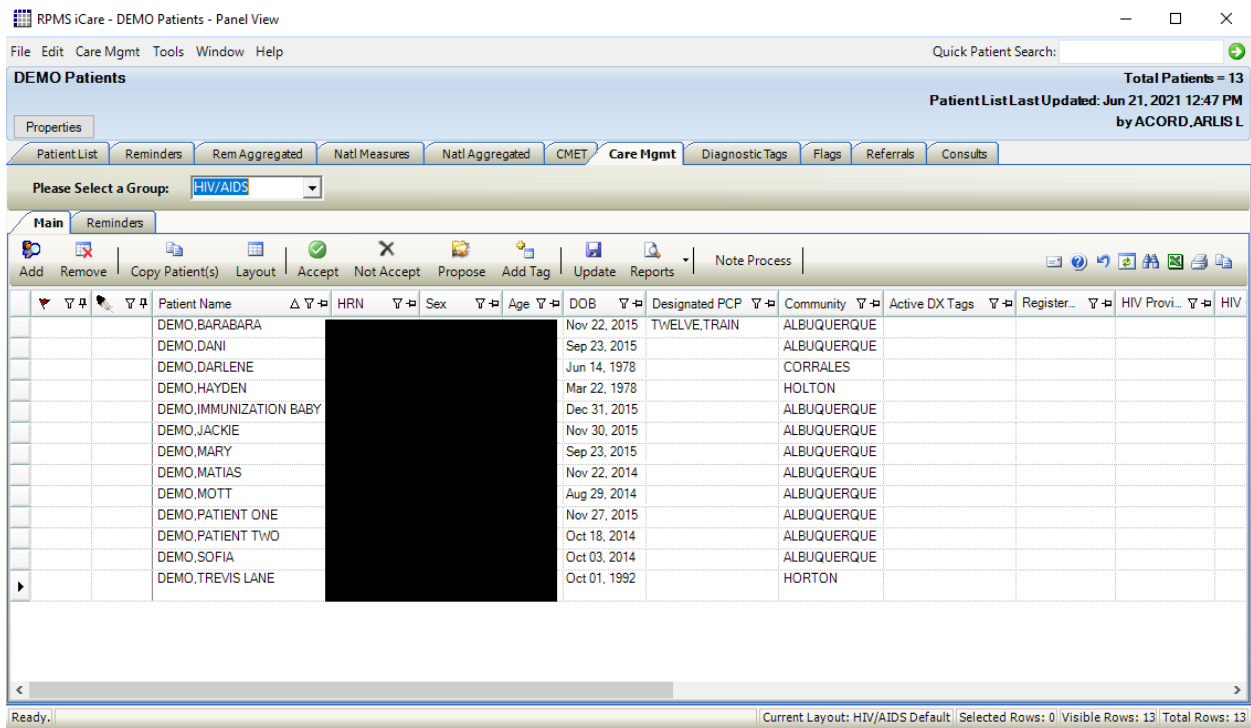 RPMS iCare - DEMO Patients - Panel View
File Edit Care Mgmt Tools Window Help Quick Patient Search:
DEMO Patients Total Patients = 13
Patient List Last Updated: Jun 21, 2021 12:47 PM
Properties by ACORD,ARLIS L
Patient List Reminders Rem Aggregated Natl Measures Natl Aggregated CMET Care Mgmt Diagnostic Tags Flags Referrals Consults
Please Select a Group: HIV/AIDS
Main Reminders
Add Remove Copy Patient(s) Layout Accept Not Accept Propose Add Tag Update Reports Note Process
Patient Name HRN Sex Age DOB Designated PCP Community Active DX Tags Register... HIV Provi... HIV
DEMO,BARABARA Nov 22, 2015 TWELVE,TRAIN ALBUQUERQUE
DEMO,DANI Sep 23, 2015 ALBUQUERQUE
DEMO,DARLENE Jun 14, 1978 CORRALES
DEMO,HAYDEN Mar 22, 1978 HOLTON
DEMO,IMMUNIZATION BABY Dec 31, 2015 ALBUQUERQUE
DEMO,JACKIE Nov 30, 2015 ALBUQUERQUE
DEMO,MARY Sep 23, 2015 ALBUQUERQUE
DEMO,MATIAS Nov 22, 2014 ALBUQUERQUE
DEMO,MOTT Aug 29, 2014 ALBUQUERQUE
DEMO,PATIENT ONE Nov 27, 2015 ALBUQUERQUE
DEMO,PATIENT TWO Oct 18, 2014 ALBUQUERQUE
DEMO,SOFIA Oct 03, 2014 ALBUQUERQUE
DEMO,TREVIS LANE Oct 01, 1992 HORTON
Ready. Current Layout: HIV/AIDS Default Selected Rows: 0 Visible Rows: 13 Total Rows: 13